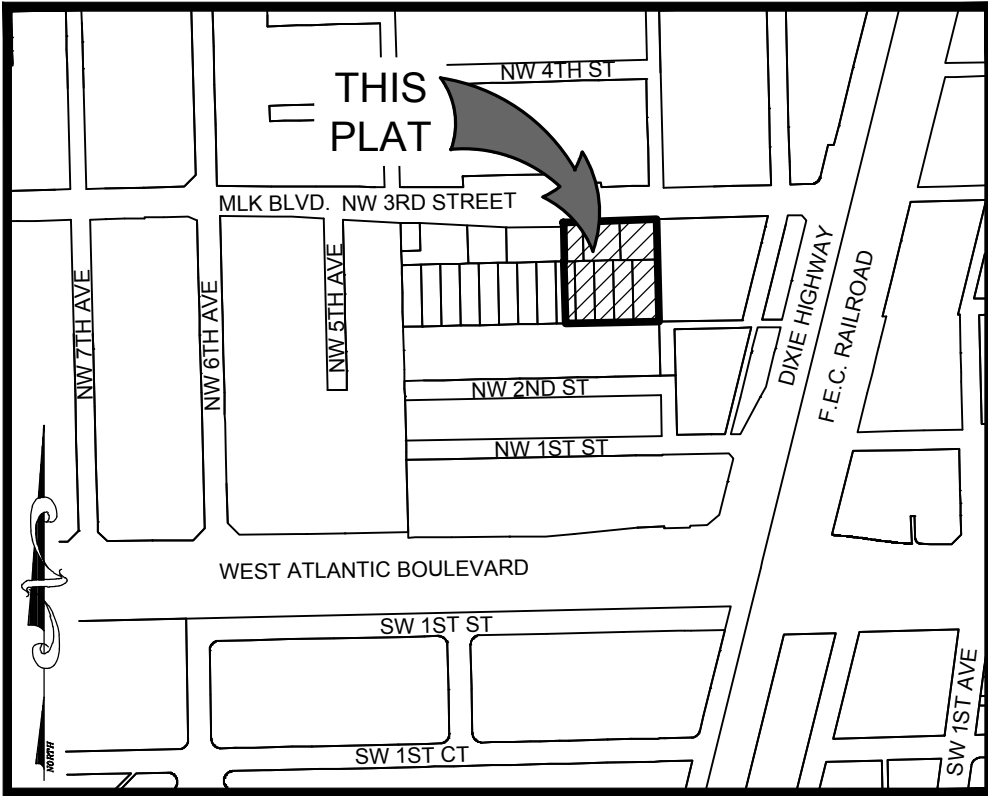 NW 4TH ST
THIS
PLAT
MLK BLVD. NW 3RD STREET
NW 7TH AVE
NW 6TH AVE
NW 5TH AVE
DIXIE HIGHWAY
F.E.C. RAILROAD
NW 2ND ST
NW 1ST ST
WEST ATLANTIC BOULEVARD
SW 1ST ST
SW 1ST AVE
SW 1ST CT
NORTH